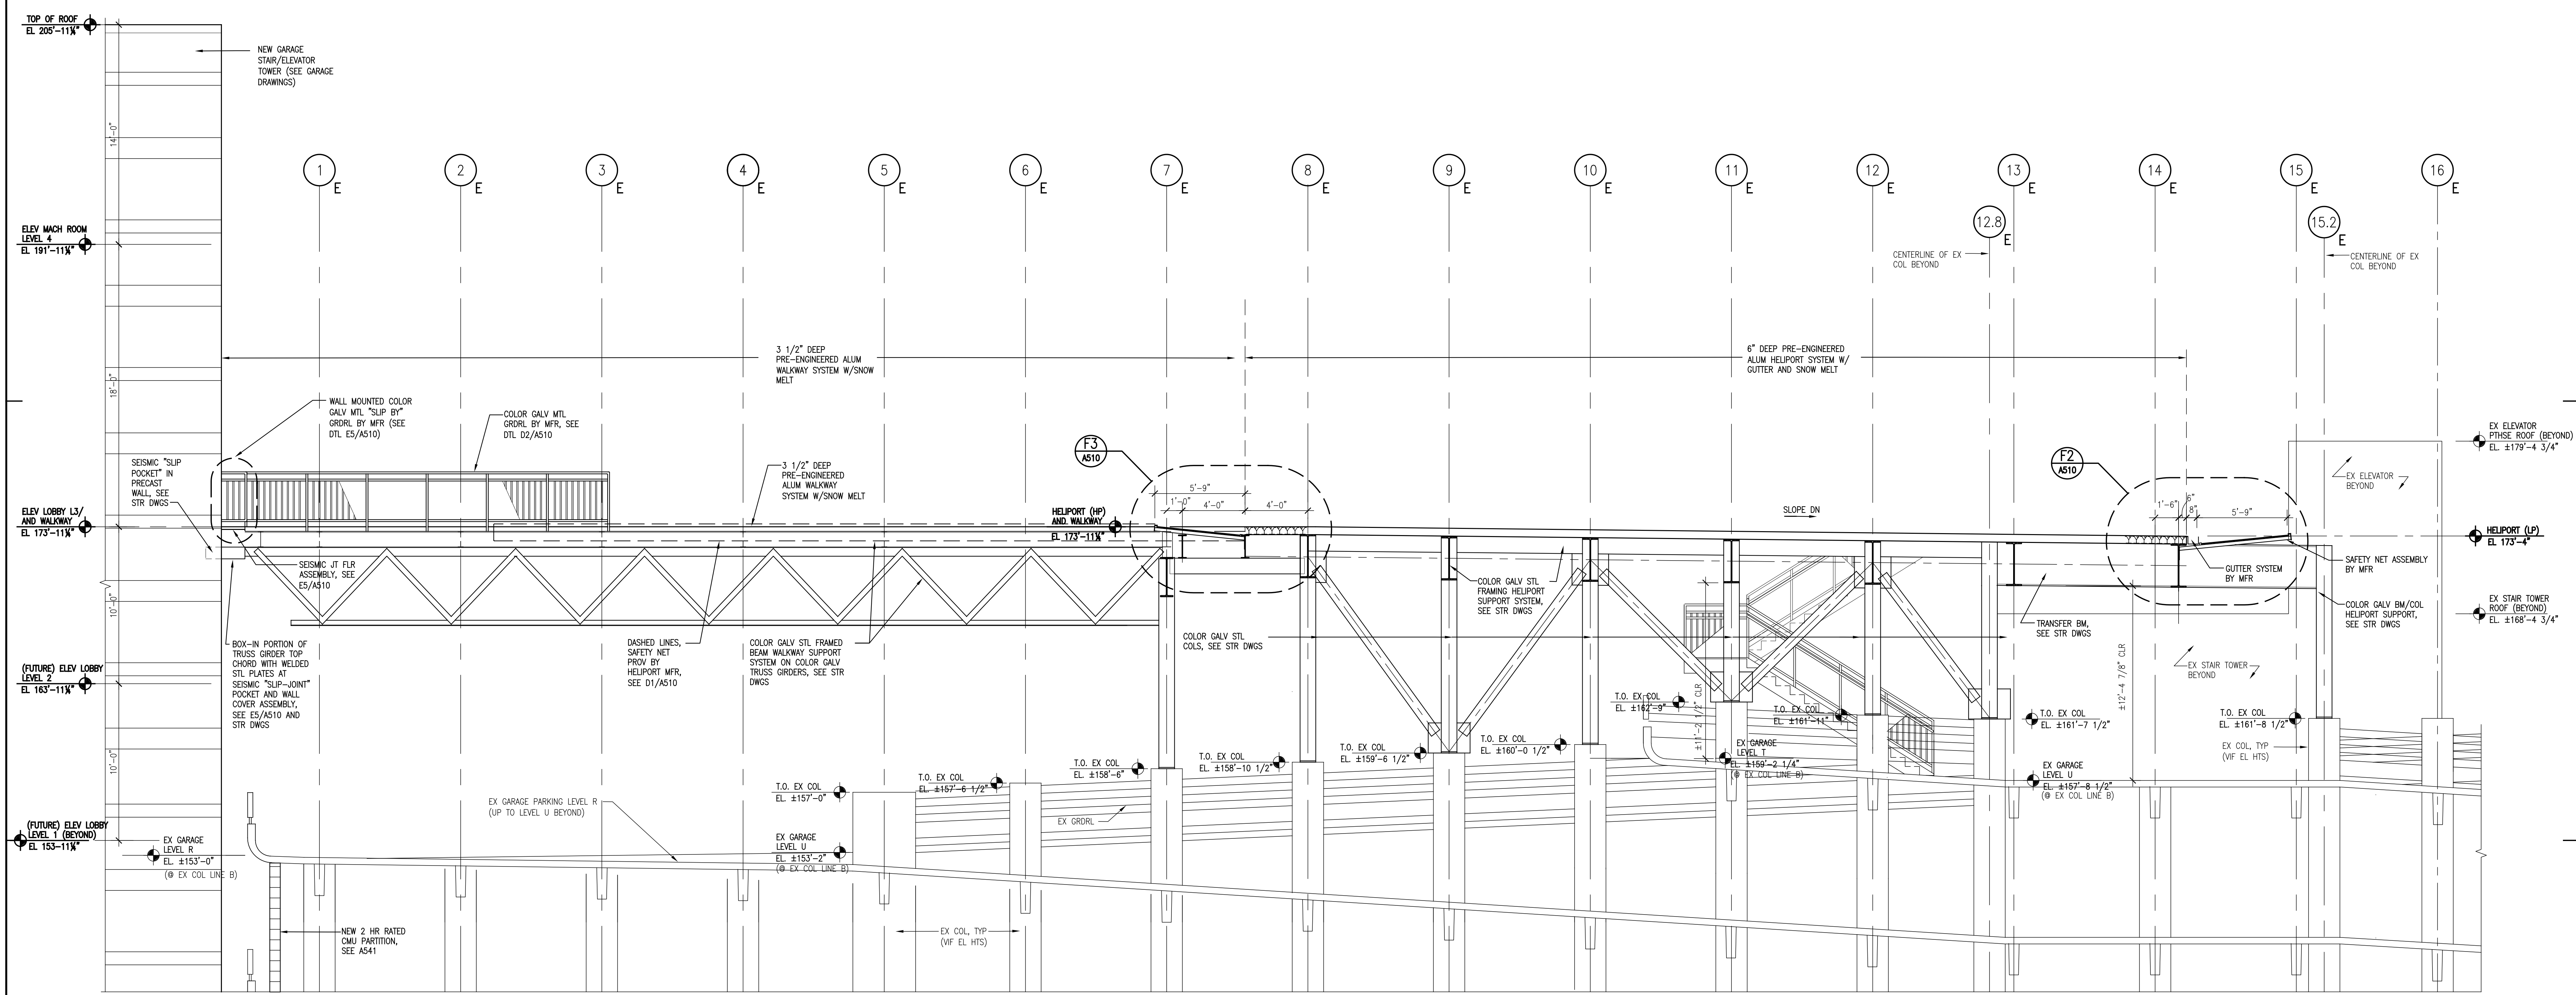 TOP OF ROOF
EL 205'-11¼"
NEW GARAGE
STAIR/ELEVATOR
TOWER (SEE GARAGE
DRAWINGS)
14'-0"
1
E
2
E
3
E
4
E
5
E
6
E
7
E
8
E
9
E
10
E
11
E
12
E
13
E
14
E
15
E
16
E
12.8
E
15.2
E
CENTERLINE OF EX
COL BEYOND
CENTERLINE OF EX
COL BEYOND
ELEV MACH ROOM
LEVEL 4
EL 191'-11¼"
18'-0"
3 1/2" DEEP
PRE-ENGINEERED ALUM
WALKWAY SYSTEM W/SNOW
MELT
6" DEEP PRE-ENGINEERED
ALUM HELIPORT SYSTEM W/
GUTTER AND SNOW MELT
WALL MOUNTED COLOR
GALV MTL "SLIP BY"
GRDRL BY MFR (SEE
DTL E5/A510)
COLOR GALV MTL
GRDRL BY MFR, SEE
DTL D2/A510
SEISMIC "SLIP
POCKET" IN
PRECAST
WALL, SEE
STR DWGS
3 1/2" DEEP
PRE-ENGINEERED
ALUM WALKWAY
SYSTEM W/SNOW MELT
F3
A510
5'-9"
1'-0"
4'-0"
4'-0"
F2
A510
1'-6"
6"
8"
5'-9"
EX ELEVATOR
PTHSE ROOF (BEYOND)
EL. ±179'-4 3/4"
EX ELEVATOR
BEYOND
ELEV LOBBY L3/
AND WALKWAY
EL 173'-11¼"
HELIPORT (HP)
AND. WALKWAY
EL 173'-11¼"
SLOPE DN
HELIPORT (LP)
EL 173'-4"
SEISMIC JT FLR
ASSEMBLY, SEE
E5/A510
GUTTER SYSTEM
BY MFR
SAFETY NET ASSEMBLY
BY MFR
COLOR GALV STL
FRAMING HELIPORT
SUPPORT SYSTEM,
SEE STR DWGS
10'-0"
TRANSFER BM,
SEE STR DWGS
COLOR GALV BM/COL
HELIPORT SUPPORT,
SEE STR DWGS
EX STAIR TOWER
ROOF (BEYOND)
EL. ±168'-4 3/4"
BOX-IN PORTION OF
TRUSS GIRDER TOP
CHORD WITH WELDED
STL PLATES AT
SEISMIC "SLIP-JOINT"
POCKET AND WALL
COVER ASSEMBLY,
SEE E5/A510 AND
STR DWGS
DASHED LINES,
SAFETY NET
PROV BY
HELIPORT MFR,
SEE D1/A510
COLOR GALV STL FRAMED
BEAM WALKWAY SUPPORT
SYSTEM ON COLOR GALV
TRUSS GIRDERS, SEE STR
DWGS
COLOR GALV STL
COLS, SEE STR DWGS
EX STAIR TOWER
BEYOND
±12'-4 7/8" CLR
±11'-2 1/2" CLR
(FUTURE) ELEV LOBBY
LEVEL 2
EL 163'-11¼"
T.O. EX COL
EL. ±162'-9"
T.O. EX COL
EL. ±161'-11"
T.O. EX COL
EL. ±161'-7 1/2"
T.O. EX COL
EL. ±161'-8 1/2"
10'-0"
T.O. EX COL
EL. ±157'-0"
T.O. EX COL
EL. ±157'-6 1/2"
T.O. EX COL
EL. ±158'-6"
T.O. EX COL
EL. ±158'-10 1/2"
T.O. EX COL
EL. ±159'-6 1/2"
T.O. EX COL
EL. ±160'-0 1/2"
EX GARAGE
LEVEL T
EL. ±159'-2 1/4"
(@ EX COL LINE B)
EX GARAGE
LEVEL U
EL. ±157'-8 1/2"
(@ EX COL LINE B)
EX COL, TYP
(VIF EL HTS)
EX GARAGE PARKING LEVEL R
(UP TO LEVEL U BEYOND)
EX GRDRL
(FUTURE) ELEV LOBBY
LEVEL 1 (BEYOND)
EL 153-11¼"
EX GARAGE
LEVEL R
EL. ±153'-0"
(@ EX COL LINE B)
EX GARAGE
LEVEL U
EL. ±153'-2"
(@ EX COL LINE B)
NEW 2 HR RATED
CMU PARTITION,
SEE A541
EX COL, TYP
(VIF EL HTS)